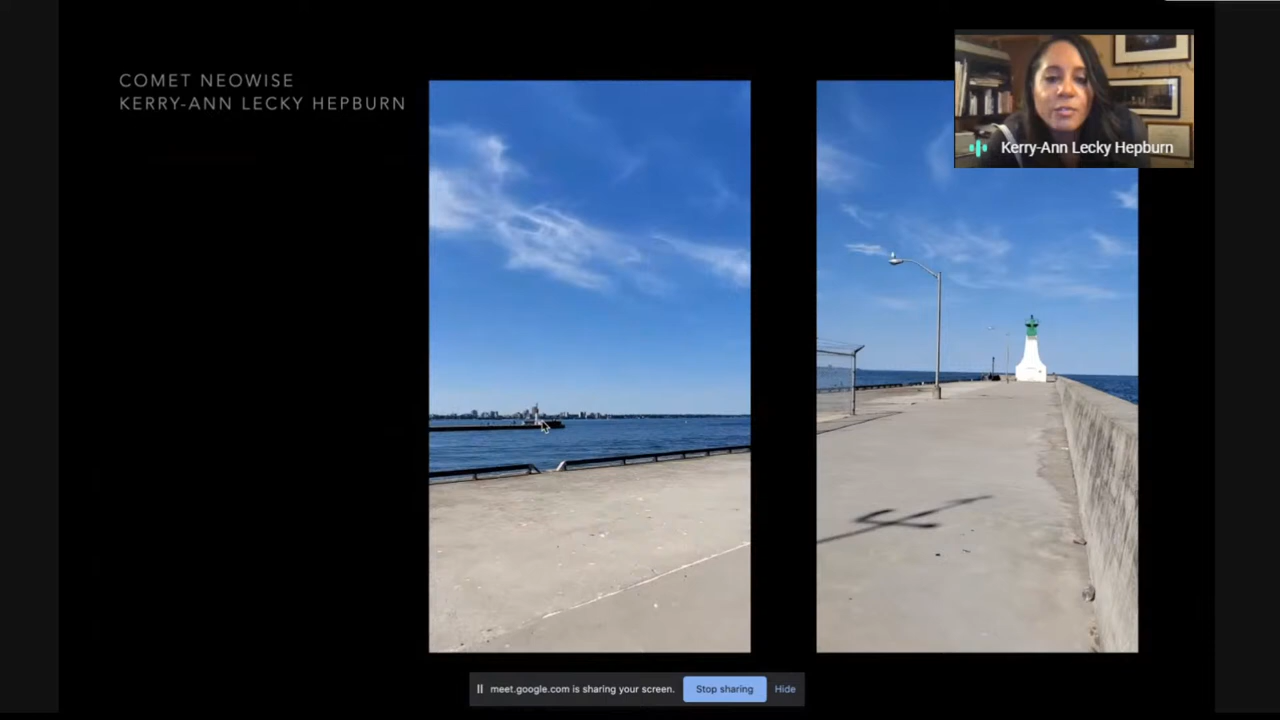 COMET NEOWISE
KERRY-ANN LECKY HEPBURN
Kerry-Ann Lecky Hepburn
meet.google.com is sharing your screen. Stop sharing Hide